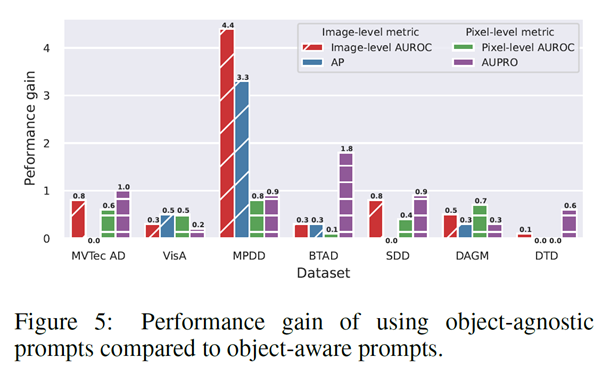 Image-level metric Pixel-level metric
Image-level AUROC Pixel-level AUROC
AP AUPRO
Peformance gain
4
3
2
1
0
0.8 0.0 0.6 1.0
0.3 0.5 0.5 0.2
4.4 3.3 0.8 0.9
0.3 0.3 0.1 1.8
0.8 0.0 0.4 0.9
0.5 0.3 0.7 0.3
0.1 0.0 0.0 0.6
MVTec AD VisA MPDD BTAD SDD DAGM DTD
Dataset
Figure 5: Performance gain of using object-agnostic
prompts compared to object-aware prompts.